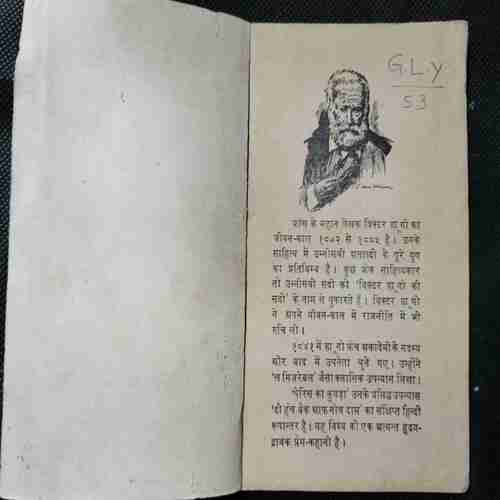 G.L.y.
53
फ्रांस के महान लेखक विक्टर ह्यूगो का
जीवन-काल १८०२ से १८८५ है। उनके
साहित्य में उन्नीसवीं शताब्दी के पूरे युग
का प्रतिबिम्ब है। कुछ फ्रेंच साहित्यकार
तो उन्नीसवीं सदी को 'विक्टर ह्यूगो की
सदी' के नाम से पुकारते हैं। विक्टर ह्यूगो
ने अपने जीवन-काल में राजनीति में भी
रुचि ली।
१८४१ में ह्यूगो फ्रेंच अकादेमी के सदस्य
और बाद में उपनेता चुने गए। उन्होंने
'ल मिज़रेबल' जैसा क्लासिक उपन्यास लिखा।
'पेरिस का कुबड़ा' उनके प्रसिद्ध उपन्यास
'दी हंच बैक ऑफ नोत्र दाम' का संक्षिप्त हिन्दी
रूपान्तर है। यह विश्व की एक अत्यन्त हृदय-
द्रावक प्रेम-कहानी है।